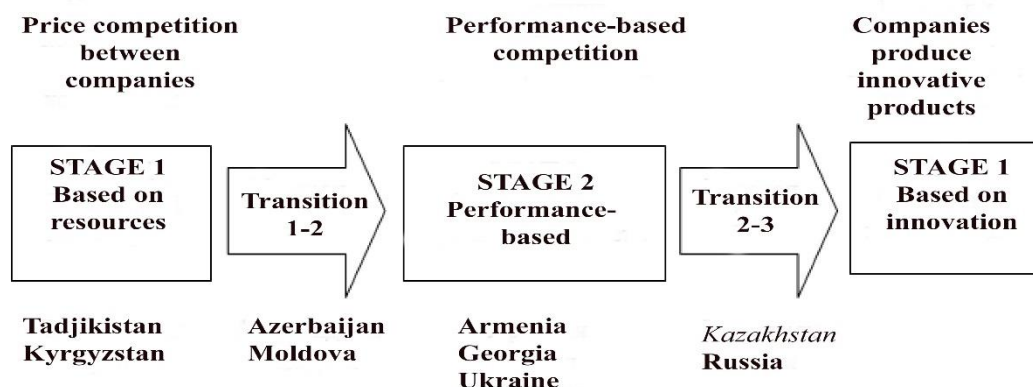 Price competition
between
companies
Performance-based
competition
Companies
produce
innovative
products
STAGE 1
Based on
resources
Transition
1-2
STAGE 2
Performance-
based
Transition
2-3
STAGE 1
Based on
innovation
Tadjikistan
Kyrgyzstan
Azerbaijan
Moldova
Armenia
Georgia
Ukraine
Kazakhstan
Russia